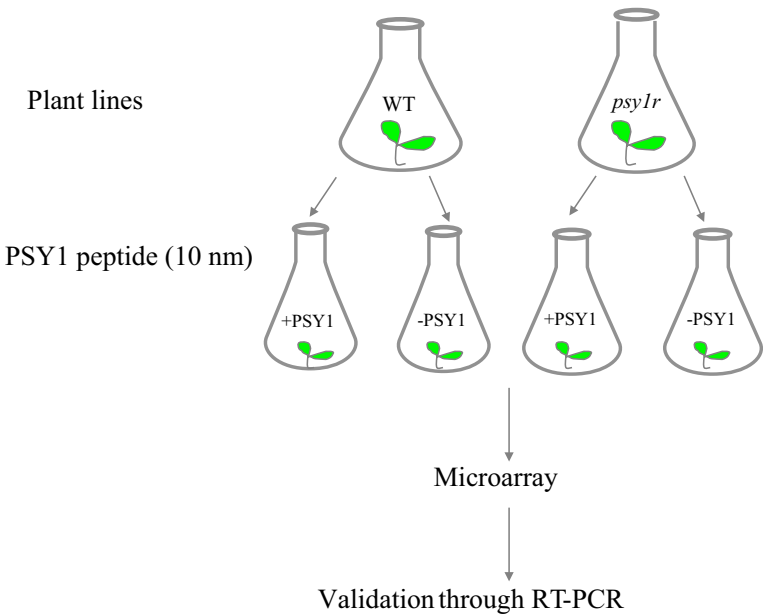 Plant lines
WT
psy1r
PSY1 peptide (10 nm)
+PSY1
-PSY1
+PSY1
-PSY1
Microarray
Validation through RT-PCR